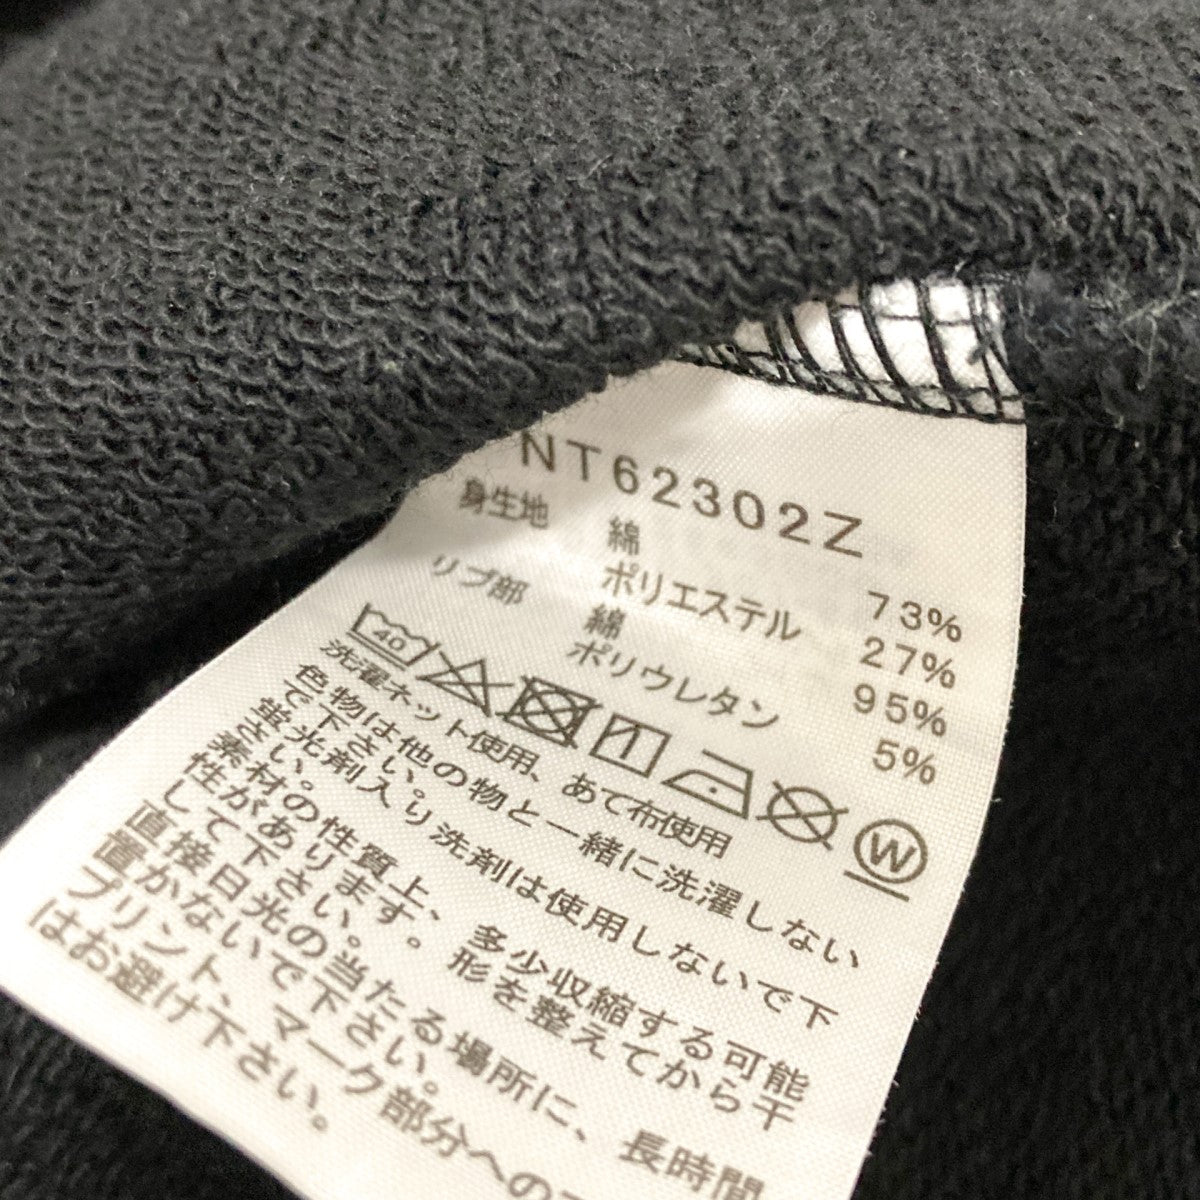 NT62302Z
身生地 綿 73%
ポリエステル 27%
リブ部 綿 95%
ポリウレタン 5%
40 W
洗濯ネット使用、あて布使用
色物は他の物と一緒に洗濯しない
で下さい。
蛍光剤入り洗剤は使用しないで下
さい。
素材の性質上、多少収縮する可能
性があります。形を整えてから干
して下さい。
直接日光の当たる場所に、長時間
置かないで下さい。
プリント、マーク部分への
はお避け下さい。